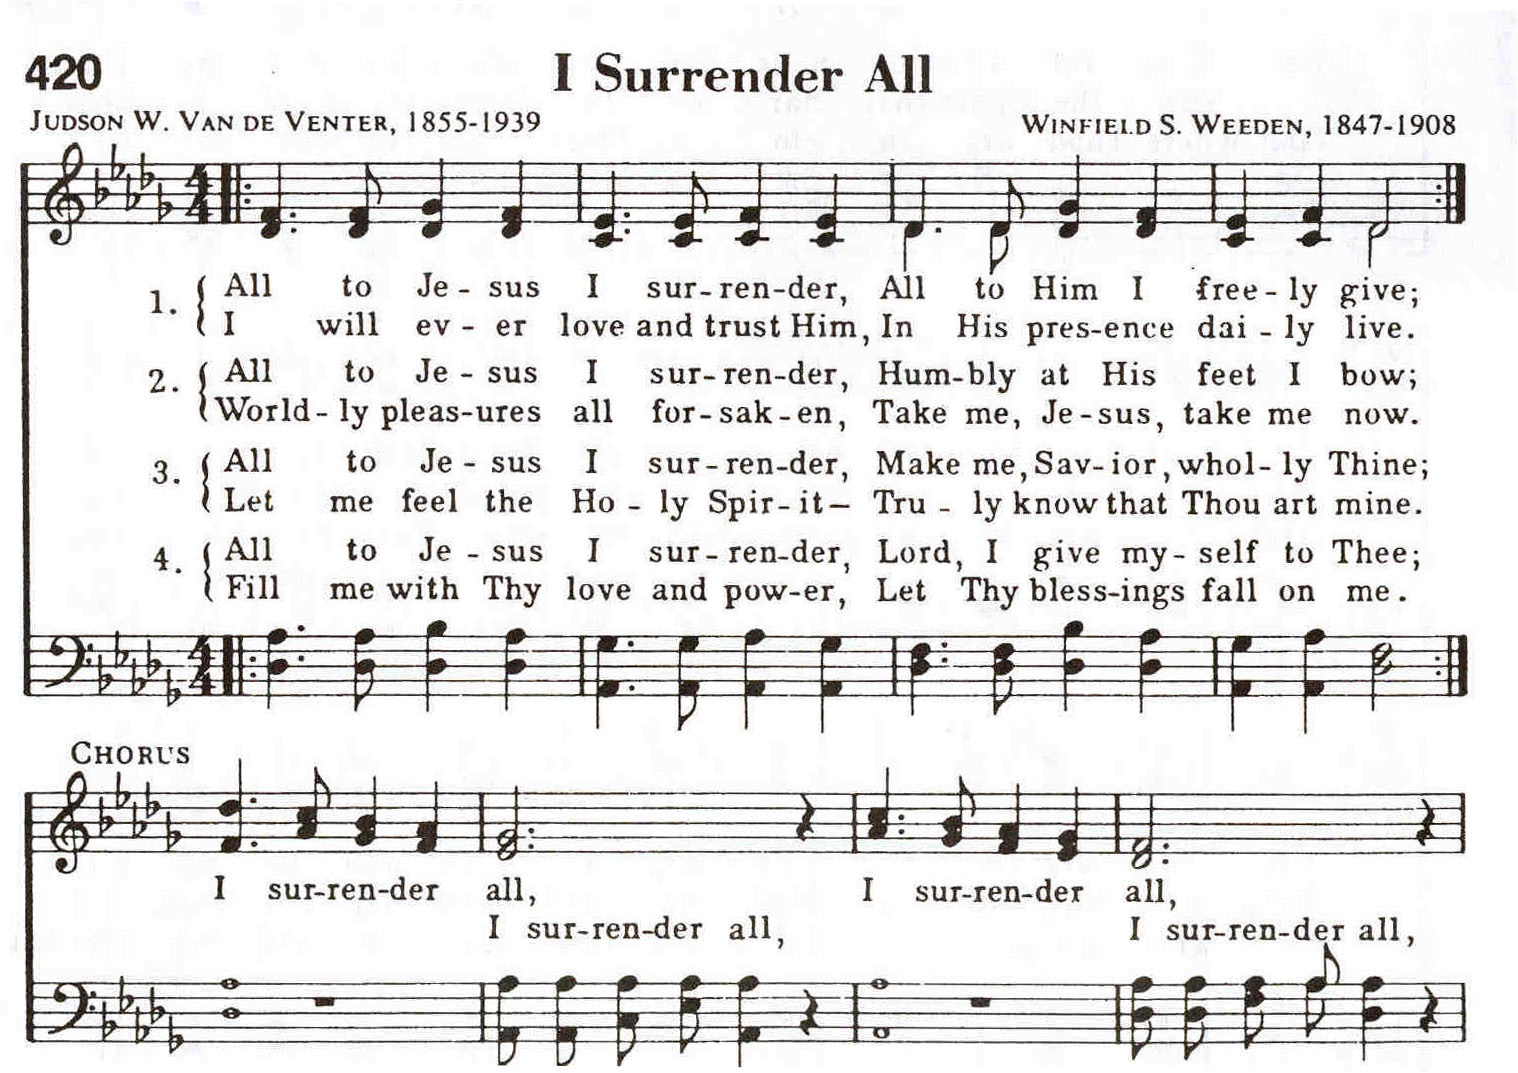 420 I Surrender All
JUDSON W. VAN DE VENTER, 1855-1939 WINFIELD S. WEEDEN, 1847-1908
4 4
1. { All to Je - sus I sur-ren-der, All to Him I free-ly give;
I will ev - er love and trust Him, In His pres-ence dai - ly live.
2. { All to Je - sus I sur-ren-der, Hum-bly at His feet I bow;
World-ly pleas-ures all for-sak-en, Take me, Je-sus, take me now.
3. { All to Je - sus I sur-ren-der, Make me, Sav-ior, whol-ly Thine;
Let me feel the Ho - ly Spir-it— Tru - ly know that Thou art mine.
4. { All to Je - sus I sur-ren-der, Lord, I give my-self to Thee;
Fill me with Thy love and pow-er, Let Thy bless-ings fall on me.
4 4
CHORUS
I sur-ren-der all, I sur-ren-der all,
I sur-ren-der all, I sur-ren-der all,